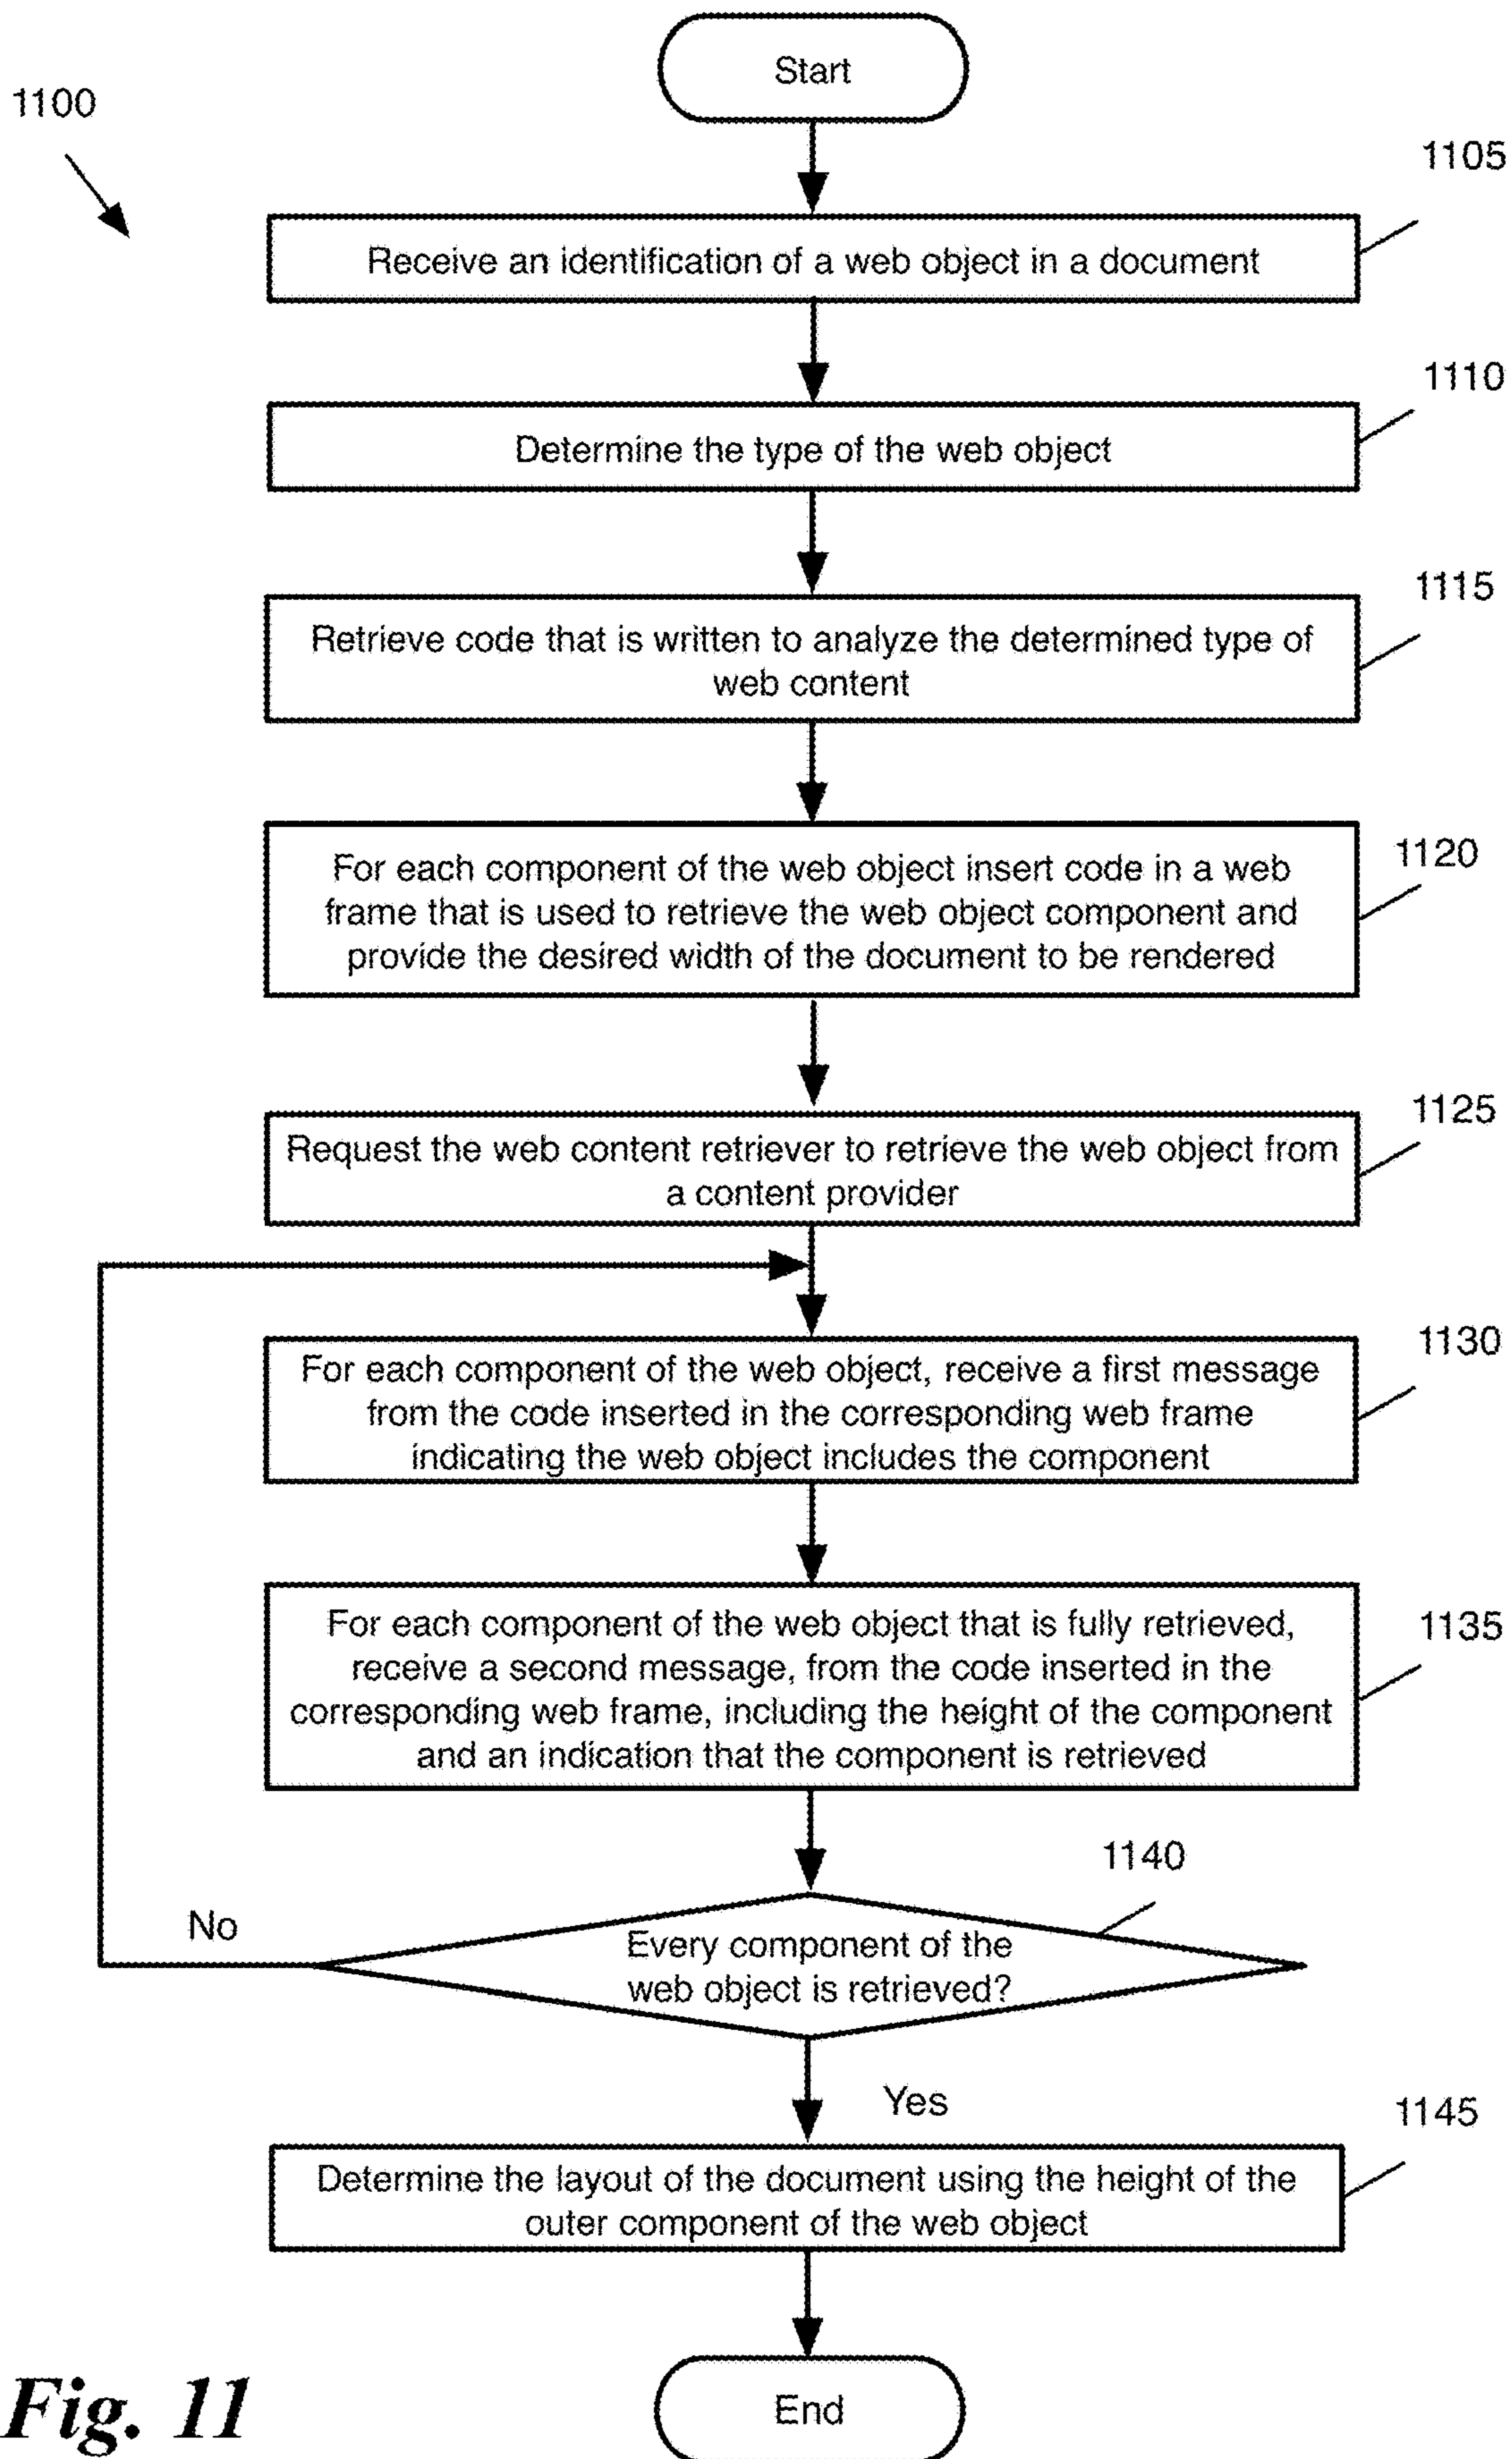 Start
1100
1105
Receive an identification of a web object in a document
1110
Determine the type of the web object
1115
Retrieve code that is written to analyze the determined type of
web content
1120
For each component of the web object insert code in a web
frame that is used to retrieve the web object component and
provide the desired width of the document to be rendered
1125
Request the web content retriever to retrieve the web object from
a content provider
1130
For each component of the web object, receive a first message
from the code inserted in the corresponding web frame
indicating the web object includes the component
1135
For each component of the web object that is fully retrieved,
receive a second message, from the code inserted in the
corresponding web frame, including the height of the component
and an indication that the component is retrieved
1140
No
Every component of the
web object is retrieved?
Yes
1145
Determine the layout of the document using the height of the
outer component of the web object
End
Fig. 11